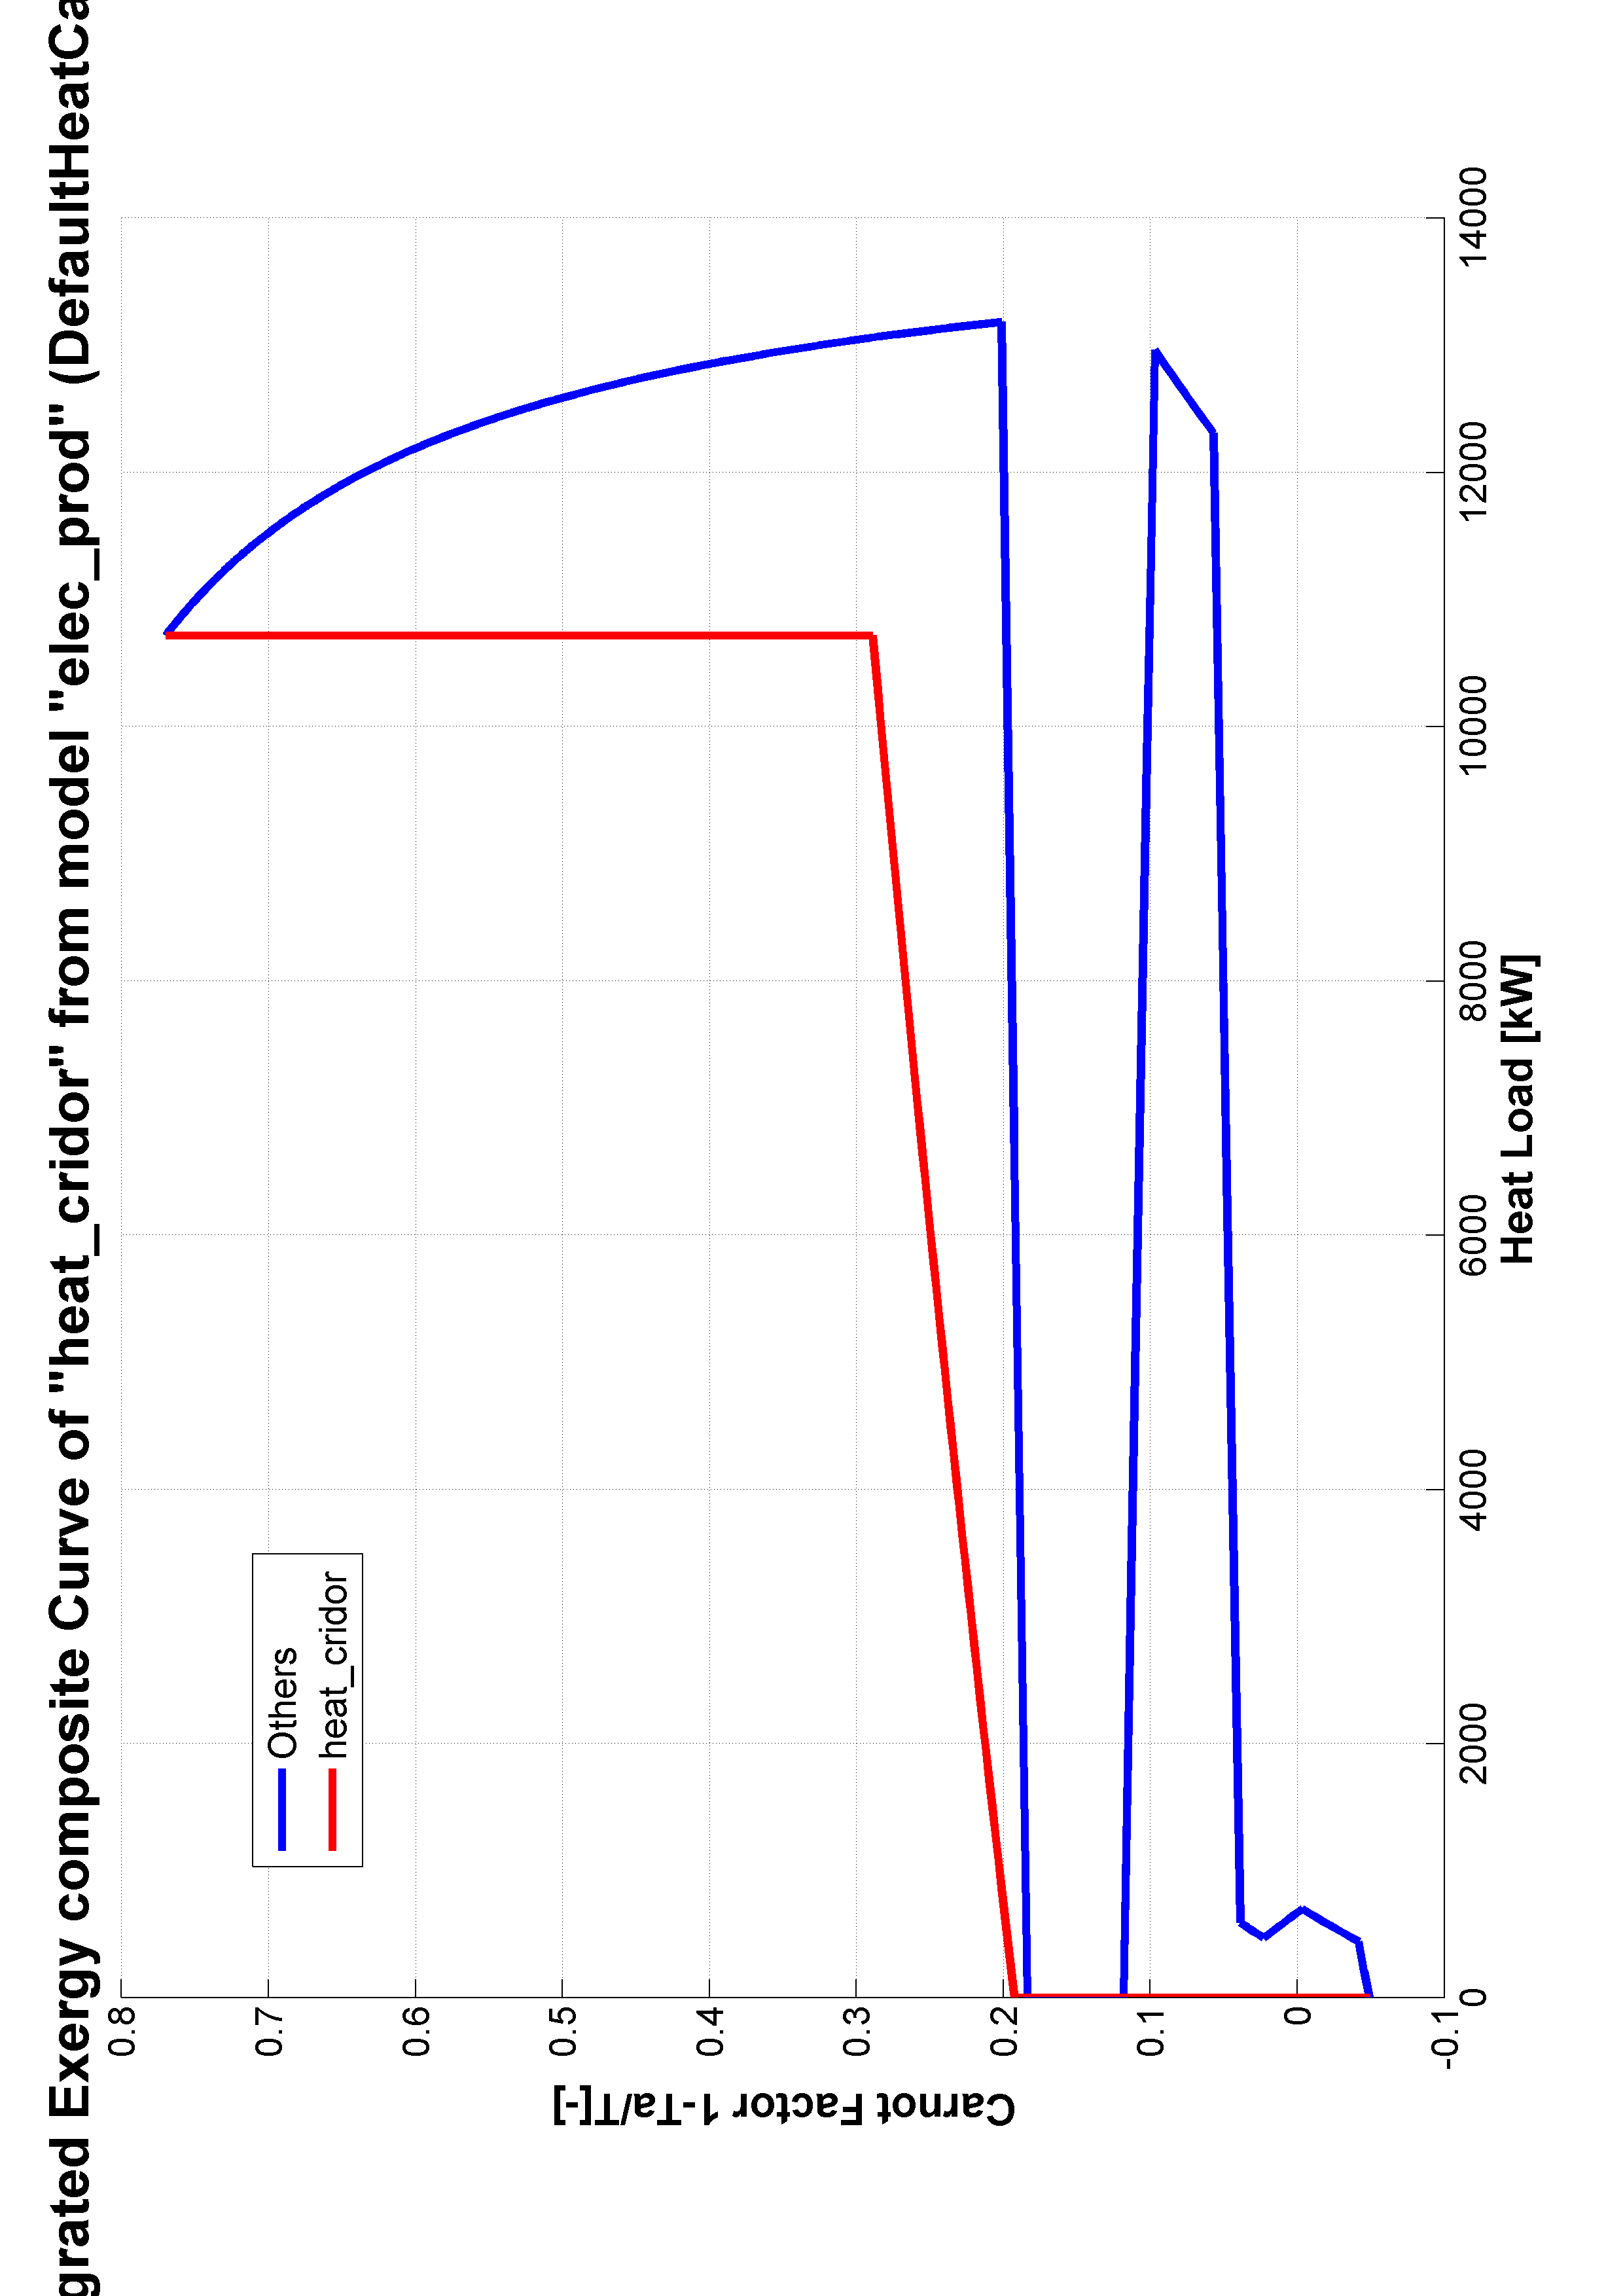 grated Exergy composite Curve of "heat_cridor" from model "elec_prod" (DefaultHeatCa
Others
heat_cridor
Carnot Factor 1-Ta/T[-]
0.8
0.7
0.6
0.5
0.4
0.3
0.2
0.1
0
-0.1
0 2000 4000 6000 8000 10000 12000 14000
Heat Load [kW]